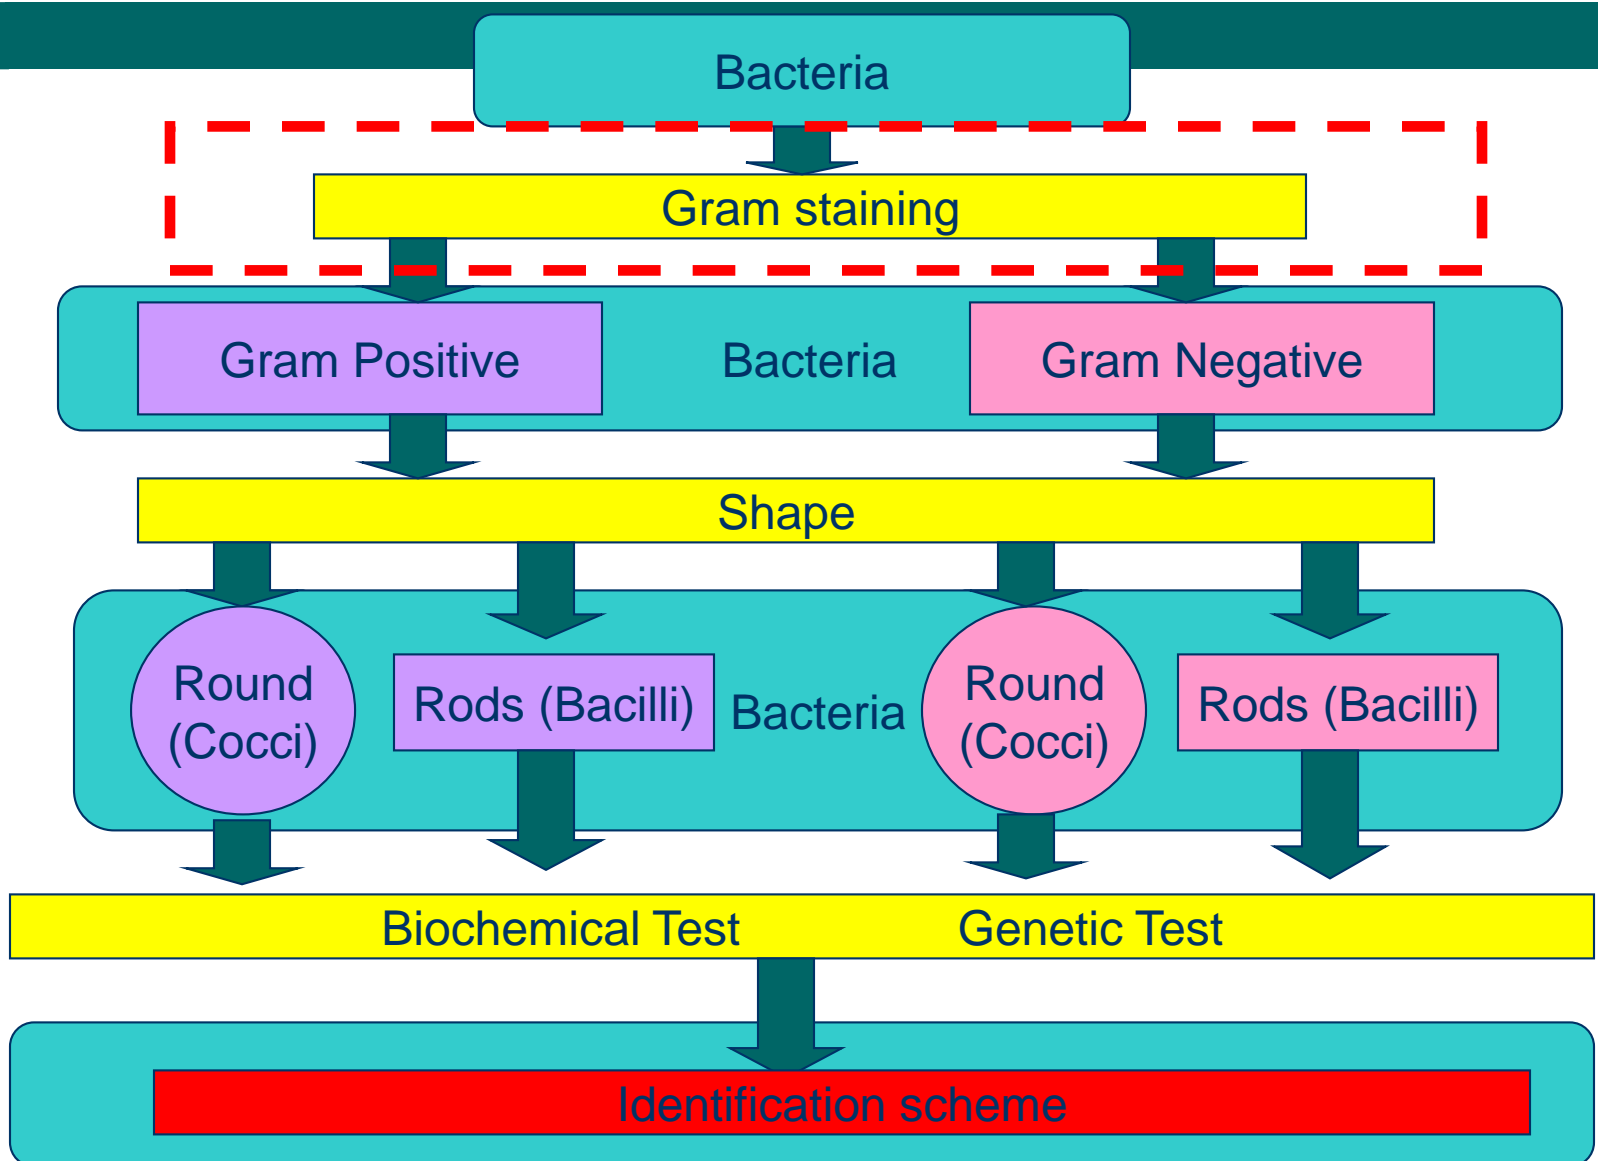 Bacteria
Gram staining
Gram Positive
Bacteria
Gram Negative
Shape
Round
(Cocci)
Rods (Bacilli)
Bacteria
Round
(Cocci)
Rods (Bacilli)
Biochemical Test
Genetic Test
Identification scheme